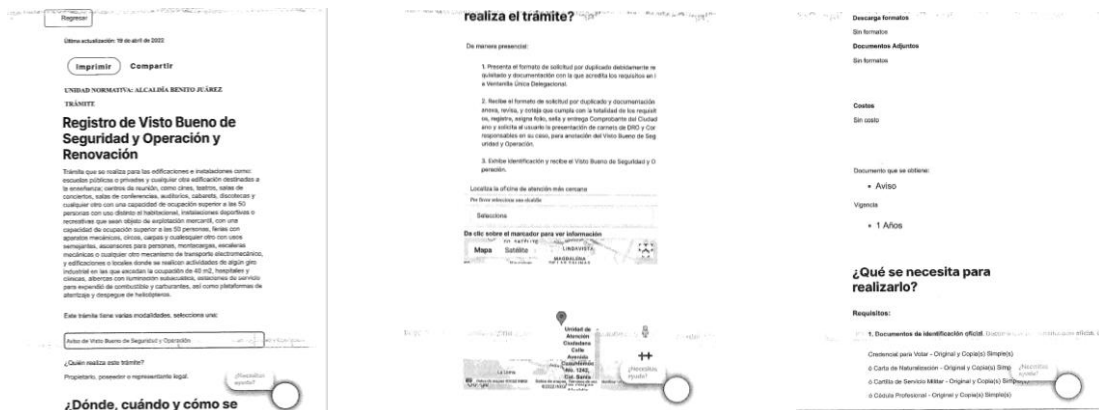 Regresar
Última actualización: 19 de abril de 2022
Imprimir Compartir
UNIDAD NORMATIVA: ALCALDÍA BENITO JUÁREZ
TRÁMITE
Registro de Visto Bueno de
Seguridad y Operación y
Renovación
Trámite que se realiza para las edificaciones e instalaciones como:
escuelas públicas o privadas y cualquier otra edificación destinadas a
la enseñanza; centros de reunión, como cines, teatros, salas de
conciertos, salas de conferencias, auditorios, cabarets, discotecas y
cualquier otro con una capacidad de ocupación superior a las 50
personas con uso distinto al habitacional, instalaciones deportivas o
recreativas que sean objeto de explotación mercantil, con una
capacidad de ocupación superior a las 50 personas, ferias con
aparatos mecánicos, circos, carpas y cualesquier otro con usos
semejantes, ascensores para personas, montacargas, escaleras
mecánicas o cualquier otro mecanismo de transporte electromecánico,
y edificaciones o locales donde se realicen actividades de algún giro
industrial en las que excedan la ocupación de 40 m2, hospitales y
clínicas, albercas con iluminación subacuática, estaciones de servicio
para expendio de combustible y carburantes, así como plataformas de
aterrizaje y despegue de helicópteros.
Este trámite tiene varias modalidades, selecciona una:
Aviso de Visto Bueno de Seguridad y Operación
¿Quién realiza este trámite?
Propietario, poseedor o representante legal.
¿Necesitas
ayuda?
¿Dónde, cuándo y cómo se
realiza el trámite?
De manera presencial:
1. Presenta el formato de solicitud por duplicado debidamente re
quisitado y documentación con la que acredita los requisitos en l
a Ventanilla Única Delegacional.
2. Recibe el formato de solicitud por duplicado y documentación
anexa, revisa, y coteja que cumpla con la totalidad de los requisit
os, registra, asigna folio, sella y entrega Comprobante del Ciudad
ano y solicita al usuario la presentación de carnets de DRO y Cor
responsables en su caso, para anotación del Visto Bueno de Seg
uridad y Operación.
3. Exhibe Identificación y recibe el Visto Bueno de Seguridad y O
peración.
Localiza la oficina de atención más cercana
Por favor seleccione una alcaldía
Selecciona
De clic sobre el marcador para ver información
Mapa Satélite
LINDAVISTA
MAGDALENA
Unidad de
Atención
Ciudadana
Calle
Avenida
Cuauhtémoc
No. 1242,
Col. Santa
¿Necesitas
ayuda?
Descarga formatos
Sin formatos
Documentos Adjuntos
Sin formatos
Costos
Sin costo
Documento que se obtiene:
• Aviso
Vigencia
• 1 Años
¿Qué se necesita para
realizarlo?
Requisitos:
1. Documentos de identificación oficial.
Credencial para Votar - Original y Copia(s) Simple(s)
ó Carta de Naturalización - Original y Copia(s)
ó Cartilla de Servicio Militar - Original y Copia(s)
ó Cédula Profesional - Original y Copia(s) Simple(s)
¿Necesitas
ayuda?